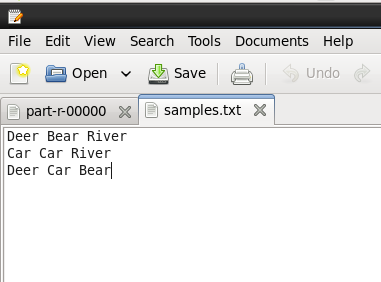 File Edit View Search Tools Documents Help
Open Save Undo
part-r-00000 samples.txt
Deer Bear River
Car Car River
Deer Car Bear